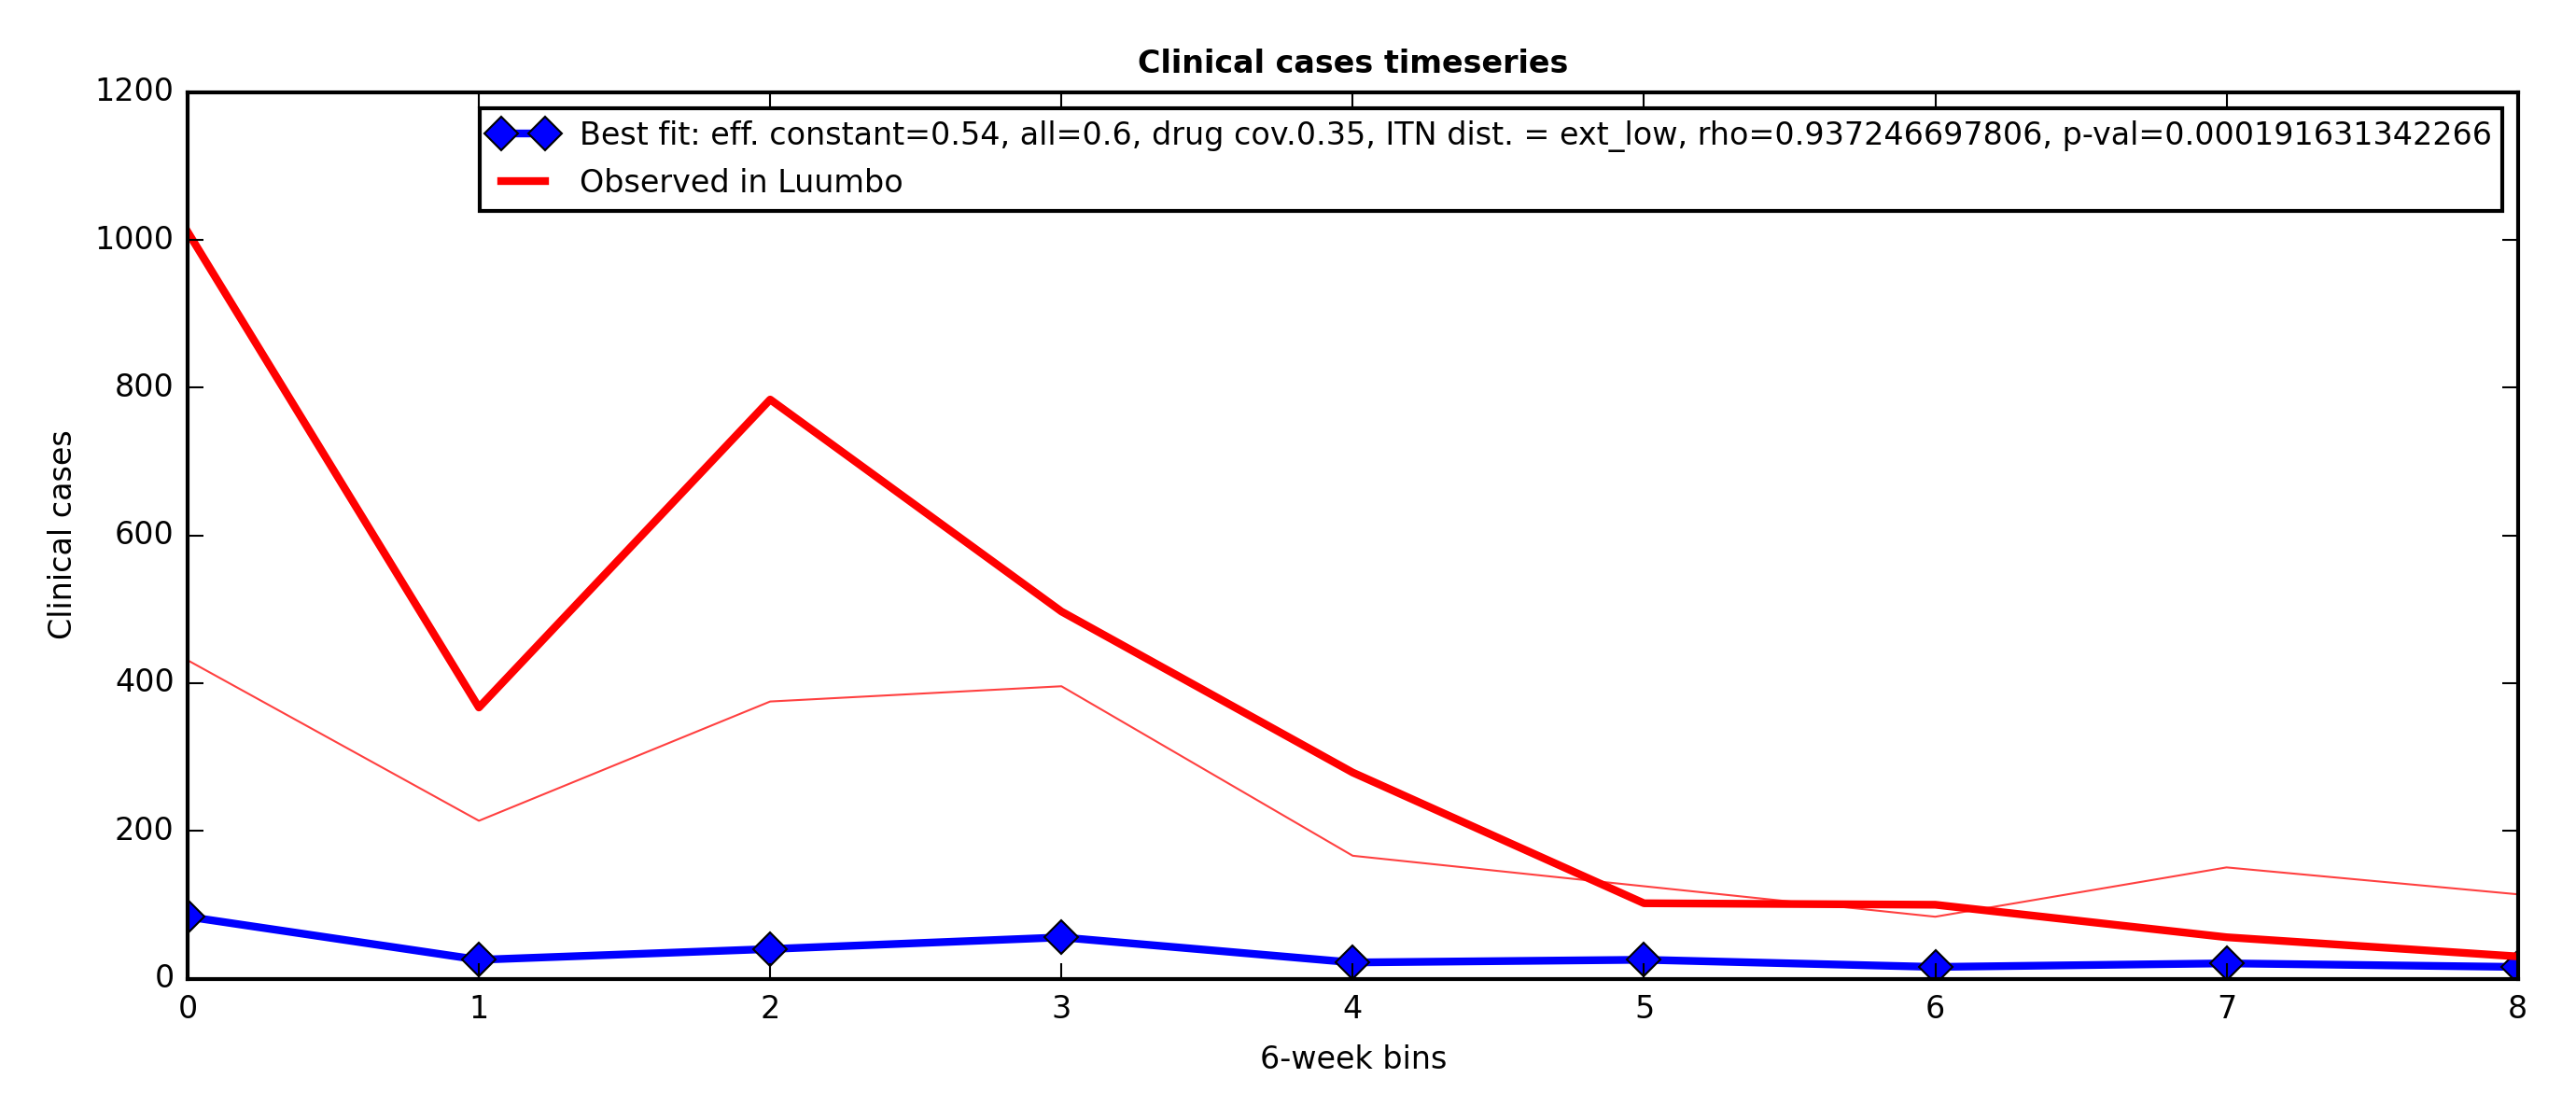 Clinical cases timeseries
Best fit: eff. constant=0.54, all=0.6, drug cov.0.35, ITN dist. = ext_low, rho=0.937246697806, p-val=0.000191631342266
Observed in Luumbo
Clinical cases
1200
1000
800
600
400
200
0
0 1 2 3 4 5 6 7 8
6-week bins